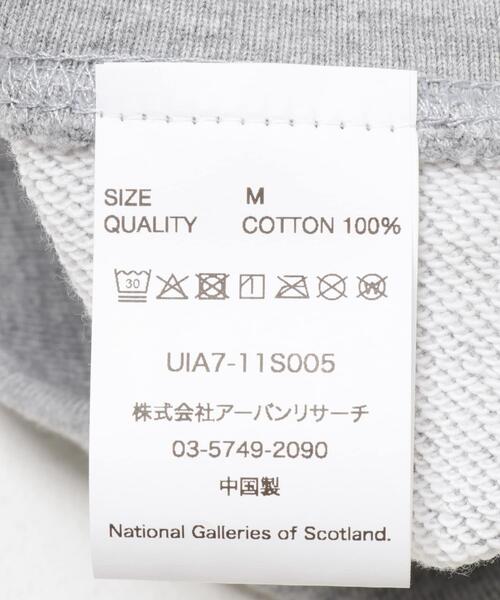 SIZE M
QUALITY COTTON 100%
30
W
UIA7-11S005
株式会社アーバンリサーチ
03-5749-2090
中国製
National Galleries of Scotland.